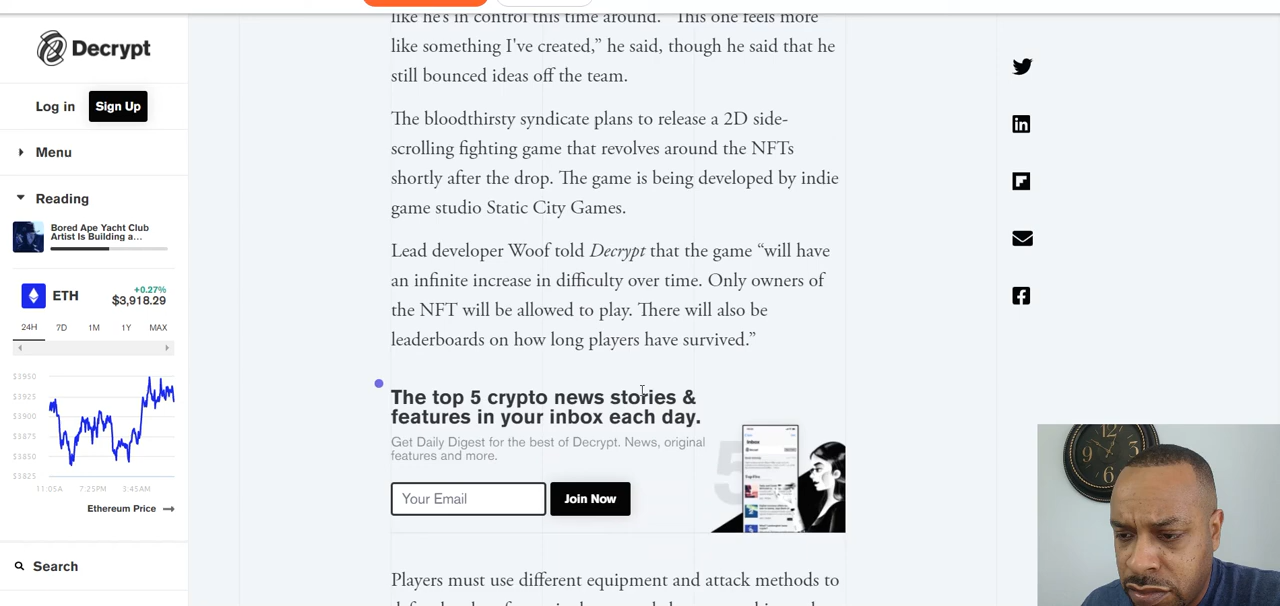 Decrypt
Log in
Sign Up
Menu
Reading
Bored Ape Yacht Club
Artist Is Building a...
ETH
+0.27%
$3,918.29
24H 7D 1M 1Y MAX
$3950
$3925
$3900
$3875
$3850
$3825
11:05A 7:25PM 3:45AM
Ethereum Price
Search
like he's in control this time around. “This one feels more
like something I've created,” he said, though he said that he
still bounced ideas off the team.
The bloodthirsty syndicate plans to release a 2D side-
scrolling fighting game that revolves around the NFTs
shortly after the drop. The game is being developed by indie
game studio Static City Games.
Lead developer Woof told Decrypt that the game “will have
an infinite increase in difficulty over time. Only owners of
the NFT will be allowed to play. There will also be
leaderboards on how long players have survived.”
The top 5 crypto news stories &
features in your inbox each day.
Get Daily Digest for the best of Decrypt. News, original
features and more.
Your Email
Join Now
5
Inbox
Players must use different equipment and attack methods to